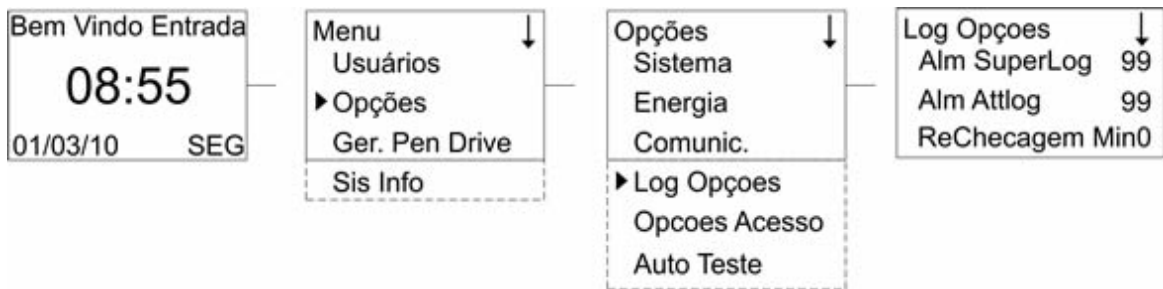 Bem Vindo Entrada
08:55
01/03/10 SEG
Menu
Usuários
Opções
Ger. Pen Drive
Sis Info
Opções
Sistema
Energia
Comunic.
Log Opçoes
Opcoes Acesso
Auto Teste
Log Opçoes
Alm SuperLog 99
Alm Attlog 99
ReChecagem Min0